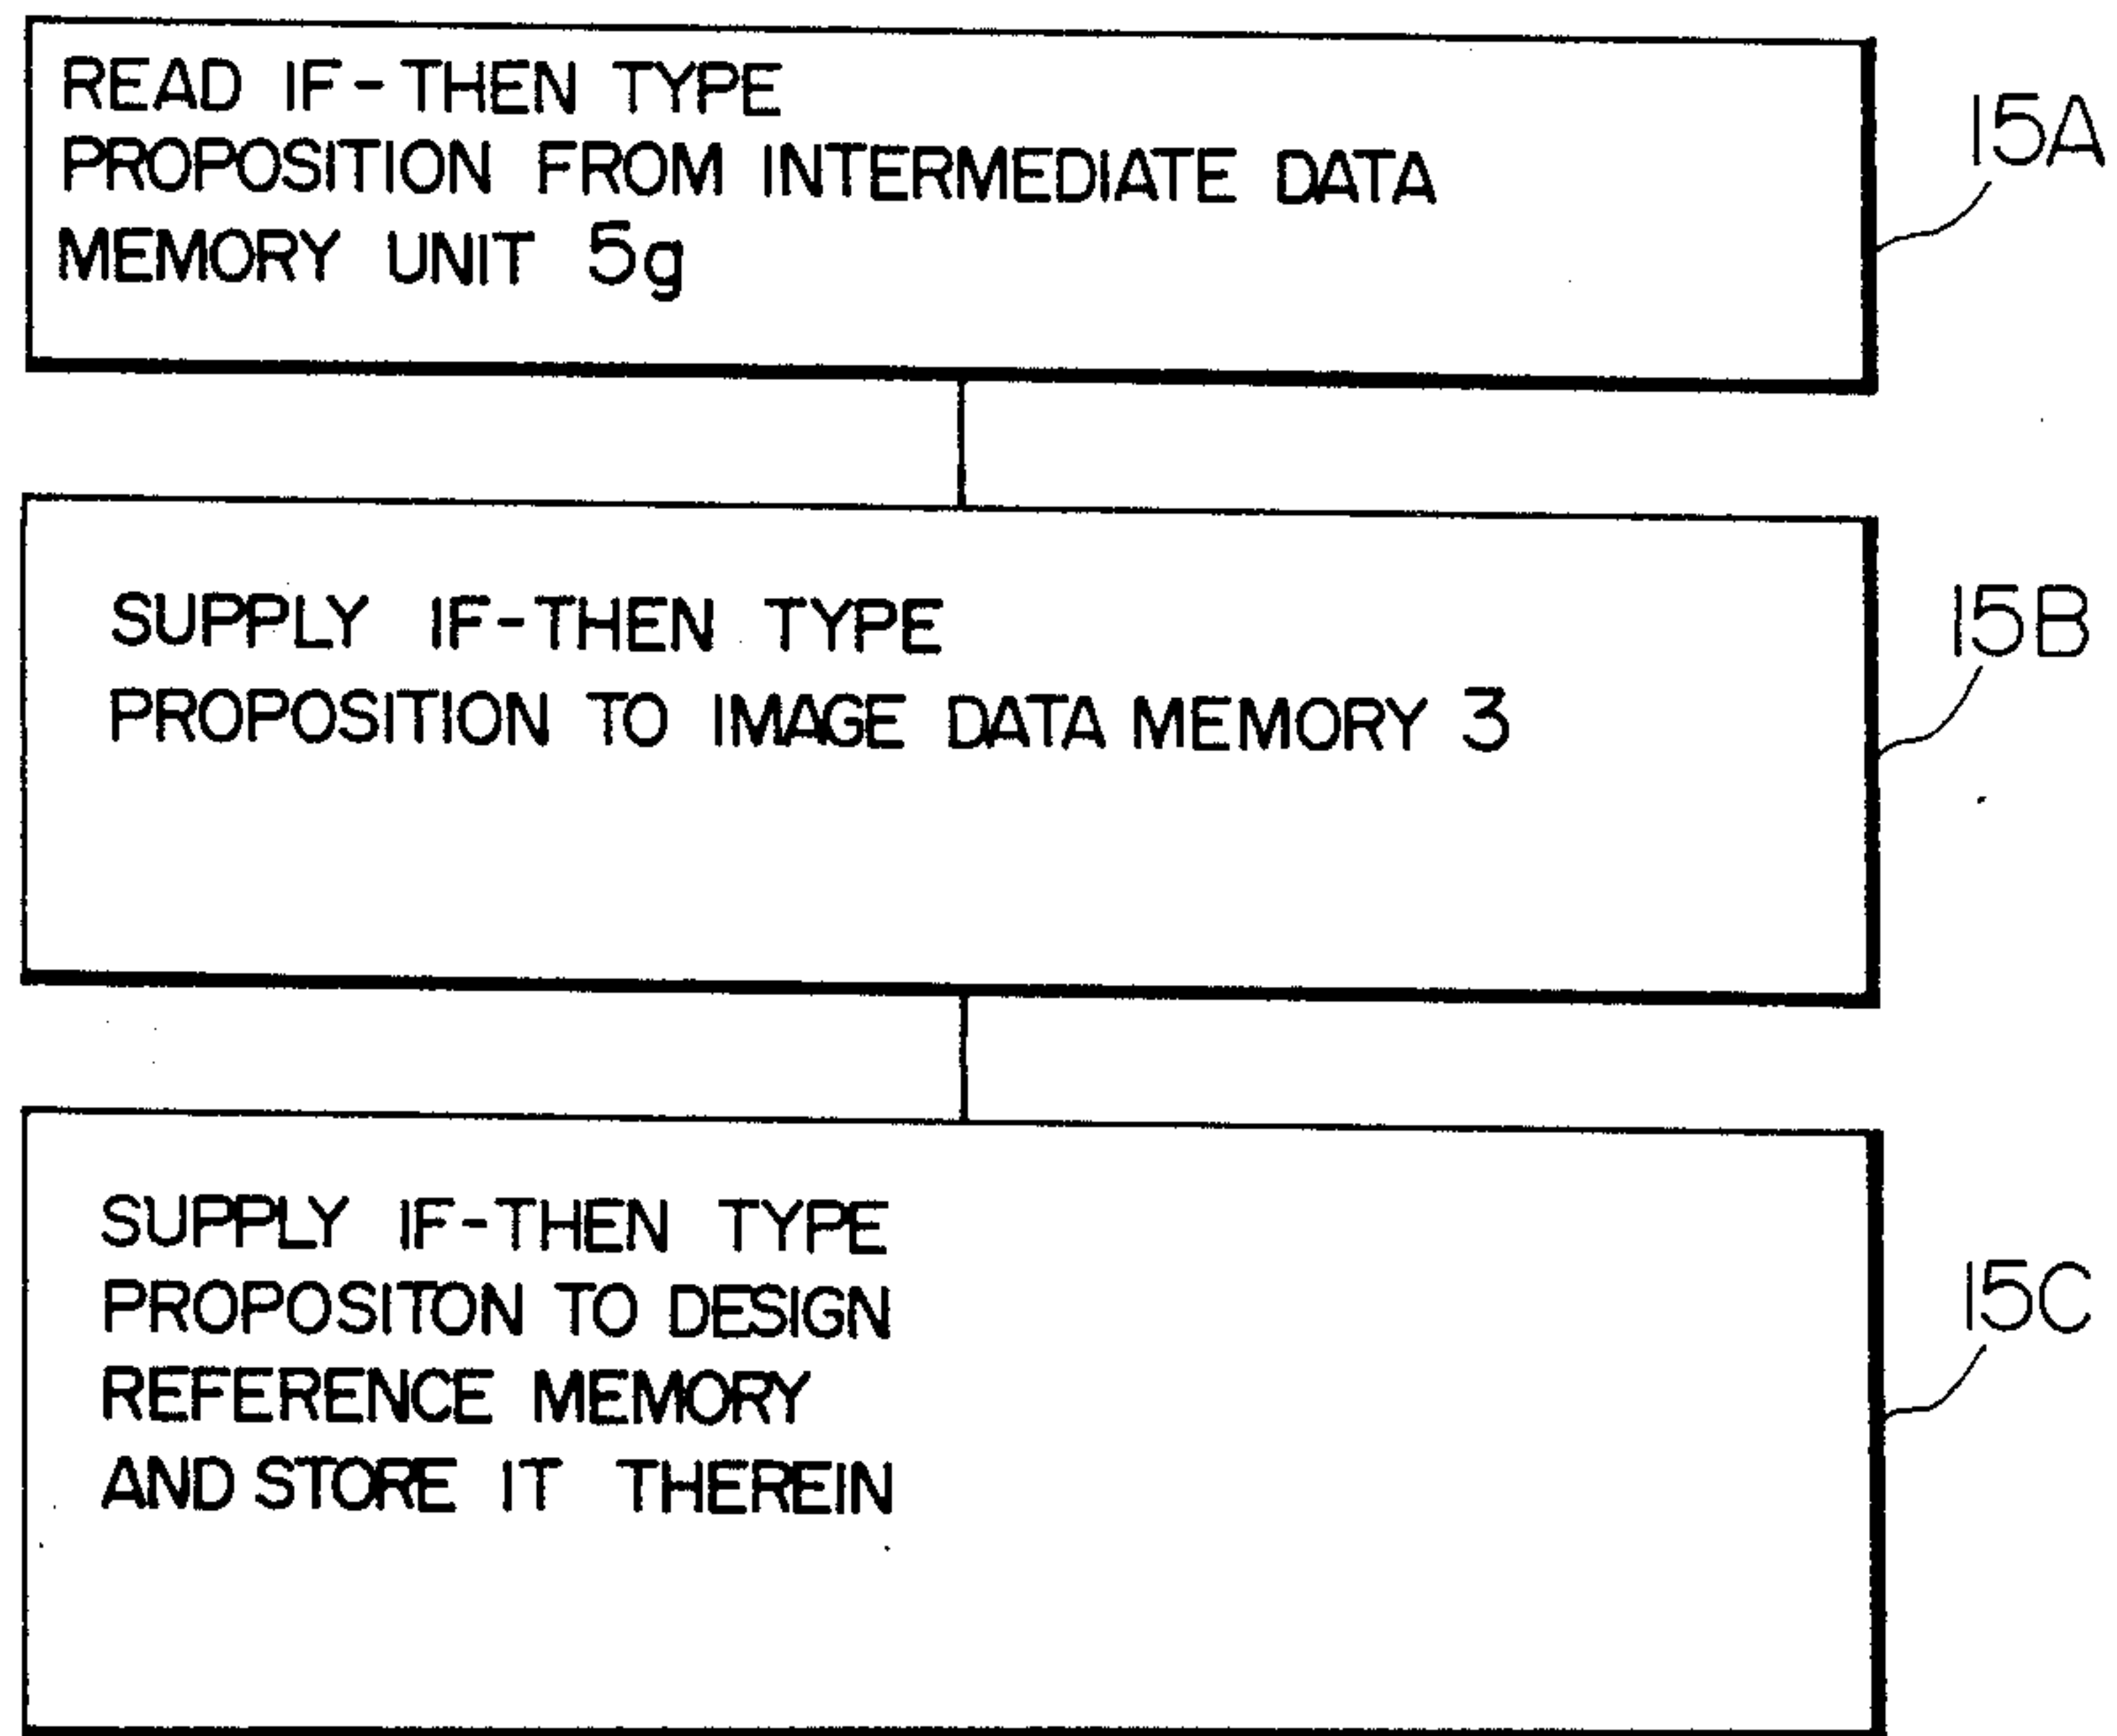 READ IF-THEN TYPE
PROPOSITION FROM INTERMEDIATE DATA
MEMORY UNIT 5g
15A
SUPPLY IF-THEN TYPE
PROPOSITION TO IMAGE DATA MEMORY 3
15B
SUPPLY IF-THEN TYPE
PROPOSITON TO DESIGN
REFERENCE MEMORY
AND STORE IT THEREIN
15C